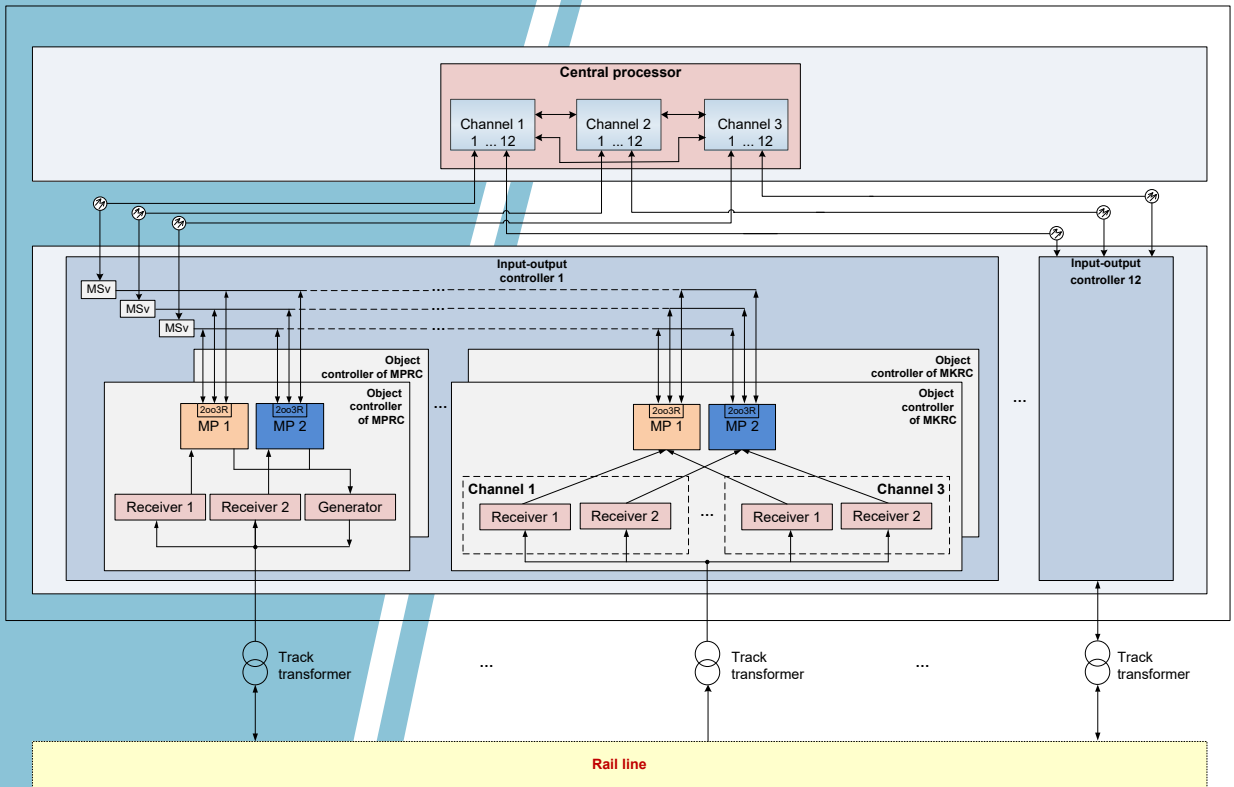 Central processor
Channel 1
1 ... 12
Channel 2
1 ... 12
Channel 3
1 ... 12
Input-output
controller 1
Input-output
controller 12
MSv
MSv
MSv
...
...
...
...
...
Object
controller of MPRC
Object
controller
of MPRC
Object
controller of MKRC
Object
controller
of MKRC
...
...
2oo3R
MP 1
2oo3R
MP 2
2oo3R
MP 1
2oo3R
MP 2
Receiver 1
Receiver 2
Generator
Channel 1
Receiver 1
Receiver 2
...
Channel 3
Receiver 1
Receiver 2
Track
transformer
...
Track
transformer
...
Track
transformer
Rail line